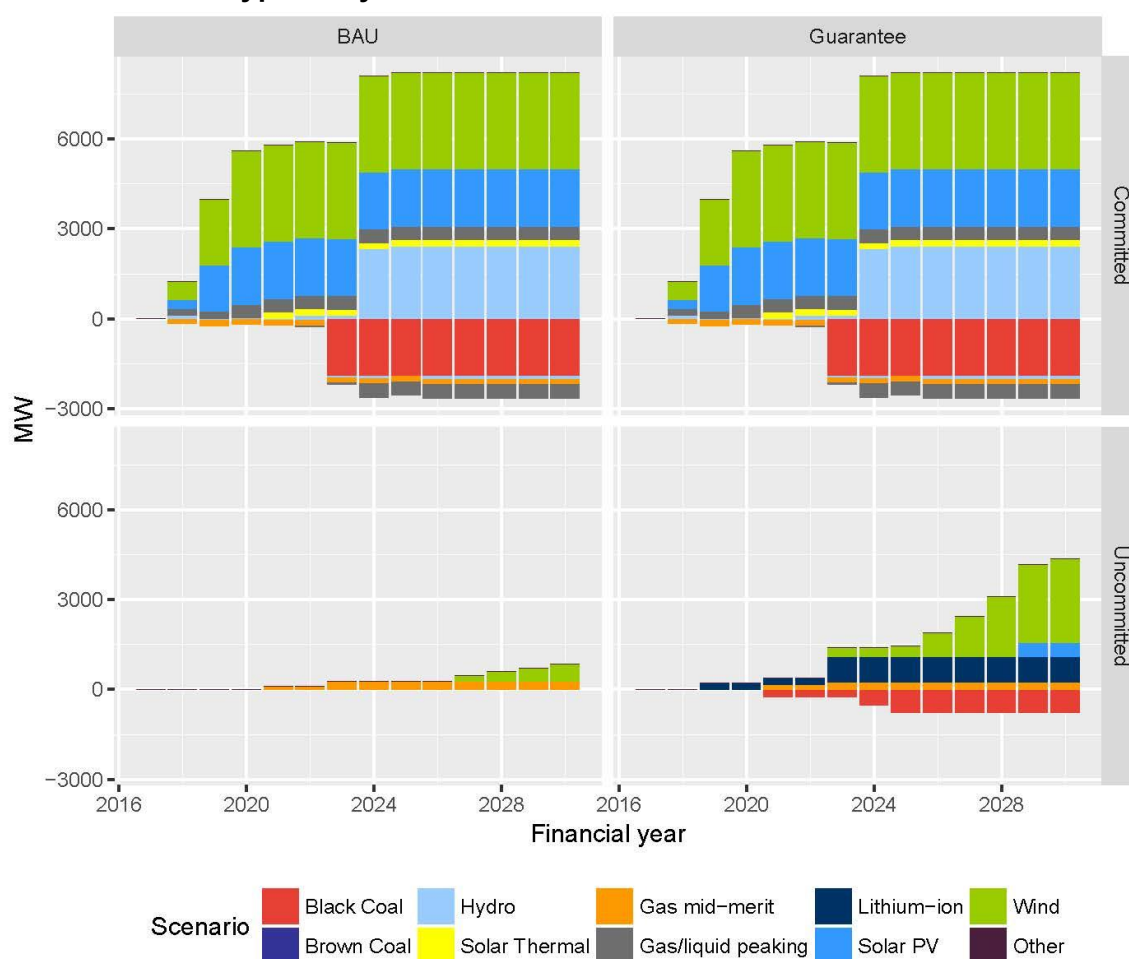 BAU Guarantee
6000
3000
0
−3000
Committed
MW
6000
3000
0
−3000
Uncommitted
2016 2020 2024 2028 2016 2020 2024 2028
Financial year
Scenario
Black Coal Hydro Gas mid−merit Lithium−ion Wind
Brown Coal Solar Thermal Gas/liquid peaking Solar PV Other